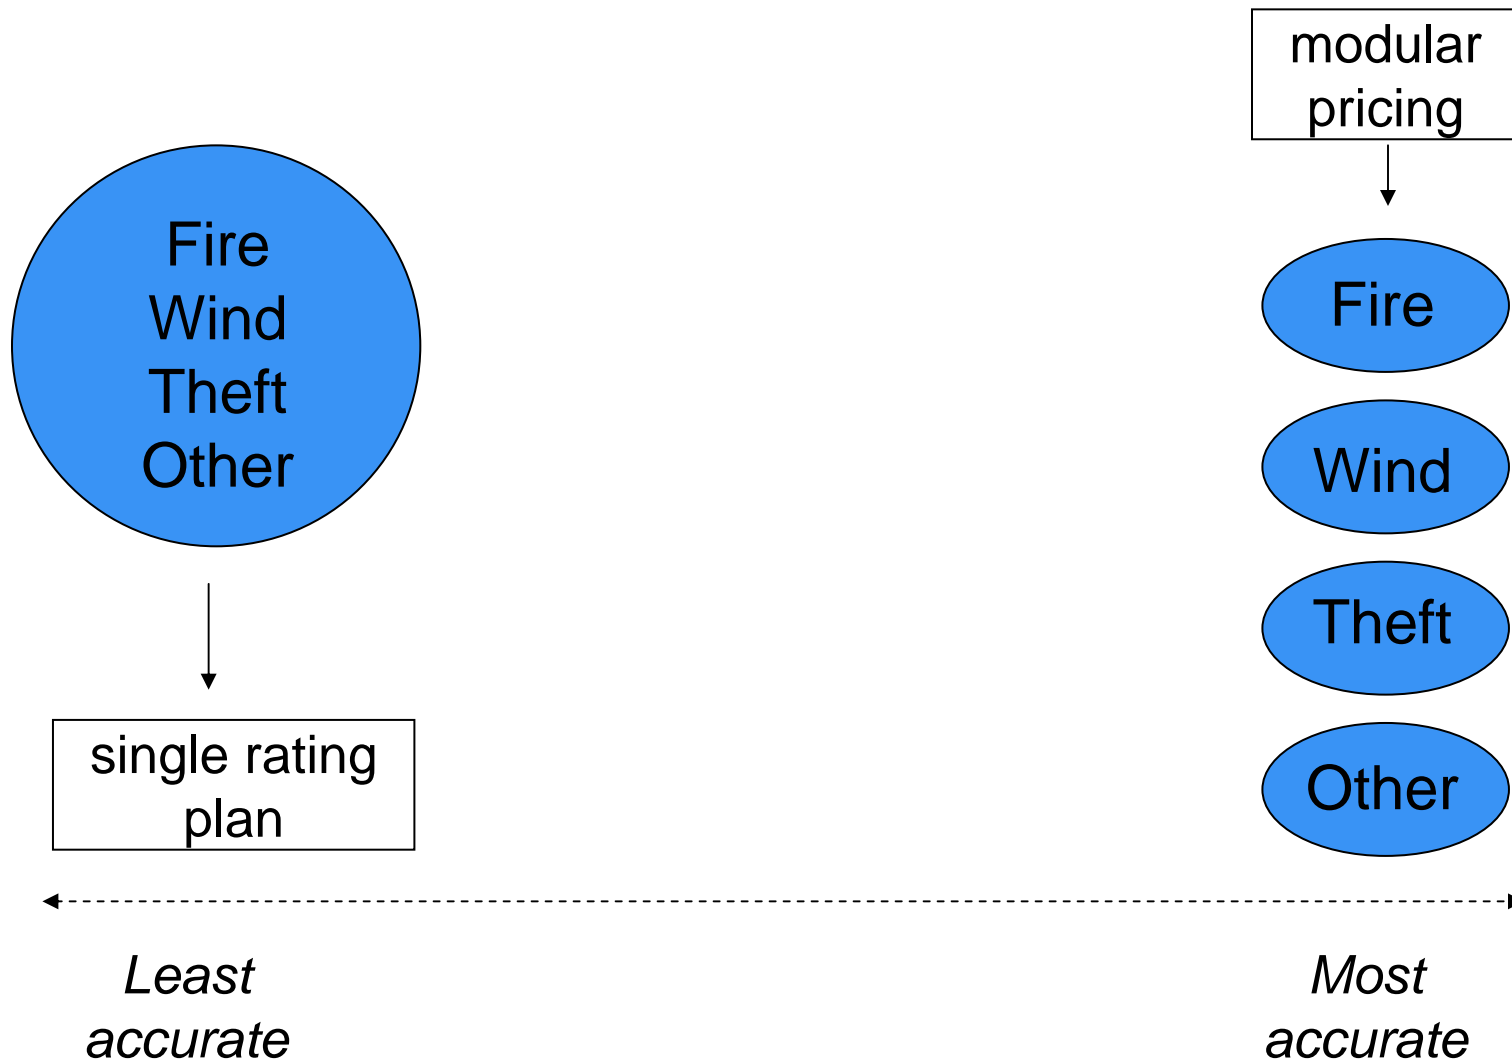 modular
pricing
Fire
Wind
Theft
Other
single rating
plan
Fire
Wind
Theft
Other
Least
accurate
Most
accurate